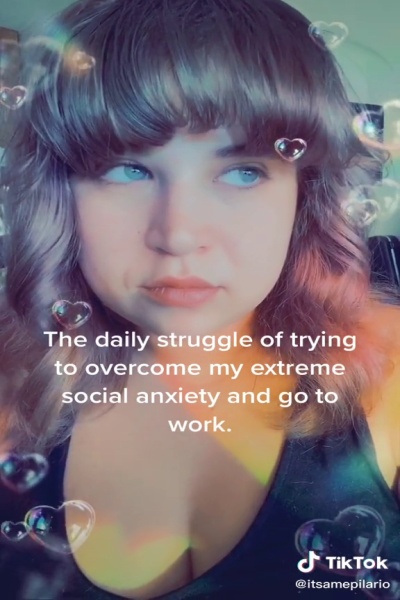 The daily struggle of trying
to overcome my extreme
social anxiety and go to
work.
TikTok
@itsamepilario